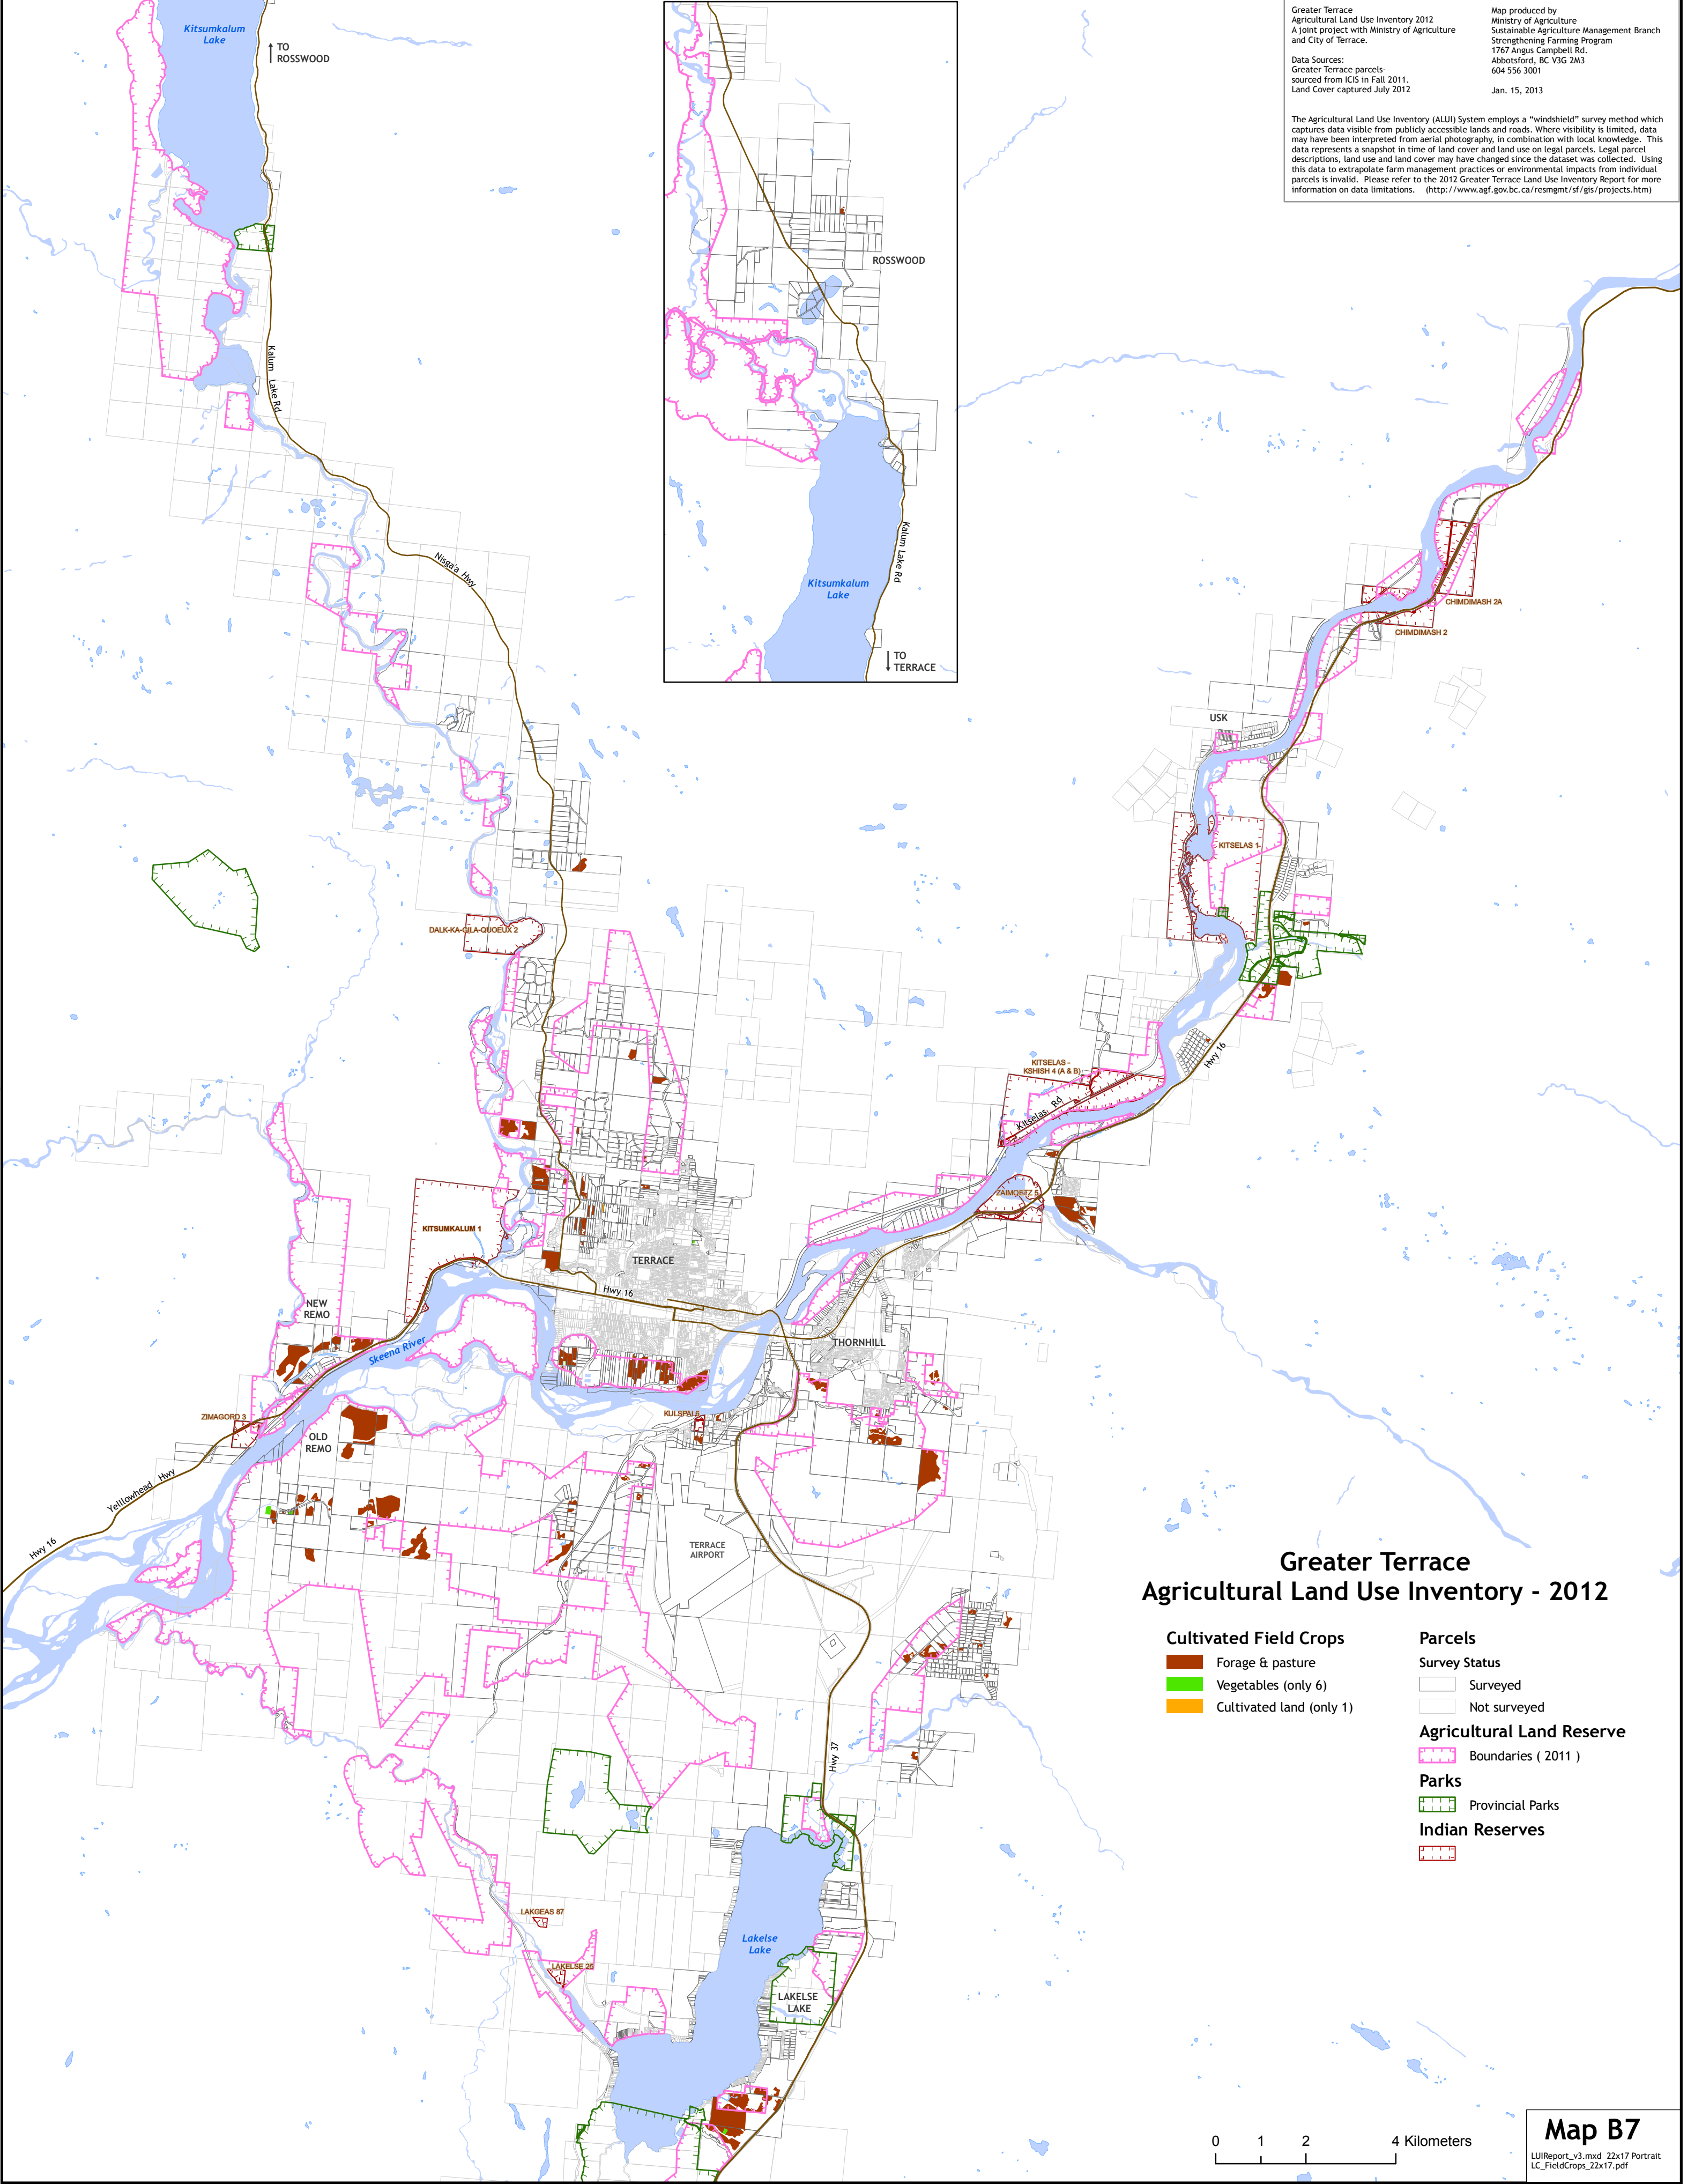 Greater Terrace
Agricultural Land Use Inventory 2012
A joint project with Ministry of Agriculture
and City of Terrace.
Data Sources:
Greater Terrace parcels-
sourced from ICIS in Fall 2011.
Land Cover captured July 2012
Map produced by
Ministry of Agriculture
Sustainable Agriculture Management Branch
Strengthening Farming Program
1767 Angus Campbell Rd.
Abbotsford, BC V3G 2M3
604 556 3001
Jan. 15, 2013
The Agricultural Land Use Inventory (ALUI) System employs a “windshield” survey method which
captures data visible from publicly accessible lands and roads. Where visibility is limited, data
may have been interpreted from aerial photography, in combination with local knowledge. This
data represents a snapshot in time of land cover and land use on legal parcels. Legal parcel
descriptions, land use and land cover may have changed since the dataset was collected. Using
this data to extrapolate farm management practices or environmental impacts from individual
parcels is invalid. Please refer to the 2012 Greater Terrace Land Use Inventory Report for more
information on data limitations. (http://www.agf.gov.bc.ca/resmgmt/sf/gis/projects.htm)
Kitsumkalum
Lake
TO
ROSSWOOD
Kalum Lake Rd
Nisga'a Hwy
ROSSWOOD
Kalum Lake Rd
Kitsumkalum
Lake
TO
TERRACE
CHIMDIMASH 2A
CHIMDIMASH 2
USK
KITSELAS 1
DALK-KA-GILA-QUOEUX 2
KITSELAS -
KSHISH 4 (A & B)
Kitselas Rd
Hwy 16
ZAIMOETZ 5
KITSUMKALUM 1
TERRACE
Hwy 16
NEW
REMO
Skeena River
THORNHILL
ZIMAGORD 3
KULSPAI 6
OLD
REMO
Yelllowhead Hwy
Hwy 16
TERRACE
AIRPORT
Hwy 37
LAKGEAS 87
LAKELSE 25
Lakelse
Lake
LAKELSE
LAKE
Greater Terrace
Agricultural Land Use Inventory - 2012
Cultivated Field Crops
Forage & pasture
Vegetables (only 6)
Cultivated land (only 1)
Parcels
Survey Status
Surveyed
Not surveyed
Agricultural Land Reserve
Boundaries ( 2011 )
Parks
Provincial Parks
Indian Reserves
0 1 2 4 Kilometers
Map B7
LUIReport_v3.mxd 22x17 Portrait
LC_FieldCrops_22x17.pdf